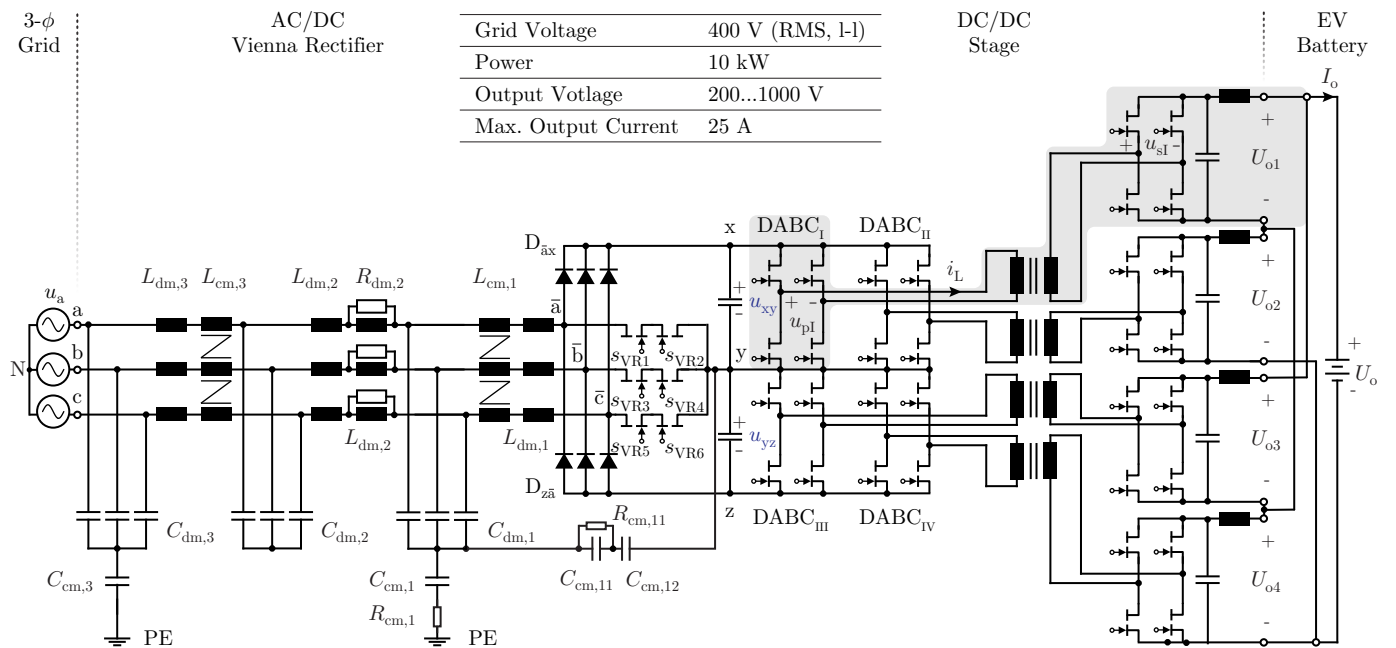 3-ϕ
Grid
AC/DC
Vienna Rectifier
Grid Voltage 400 V (RMS, l-l)
Power 10 kW
Output Votlage 200...1000 V
Max. Output Current 25 A
DC/DC
Stage
EV
Battery
I_o
+ u_sI -
+
U_o1
-
D_āx
x
DABC_I
DABC_II
L_dm,3
L_cm,3
L_dm,2
R_dm,2
L_cm,1
i_L
u_a
a
ā
+
u_xy
-
+ -
u_pI
+
U_o2
-
s_VR1
s_VR2
N
b
b̄
y
+
U_o
-
c
c̄
s_VR3
s_VR4
L_dm,2
L_dm,1
s_VR5
s_VR6
+
u_yz
-
+
U_o3
-
D_zā
z
DABC_III
DABC_IV
C_dm,3
C_dm,2
C_dm,1
R_cm,11
C_cm,3
C_cm,1
C_cm,11
C_cm,12
+
U_o4
-
R_cm,1
PE
PE